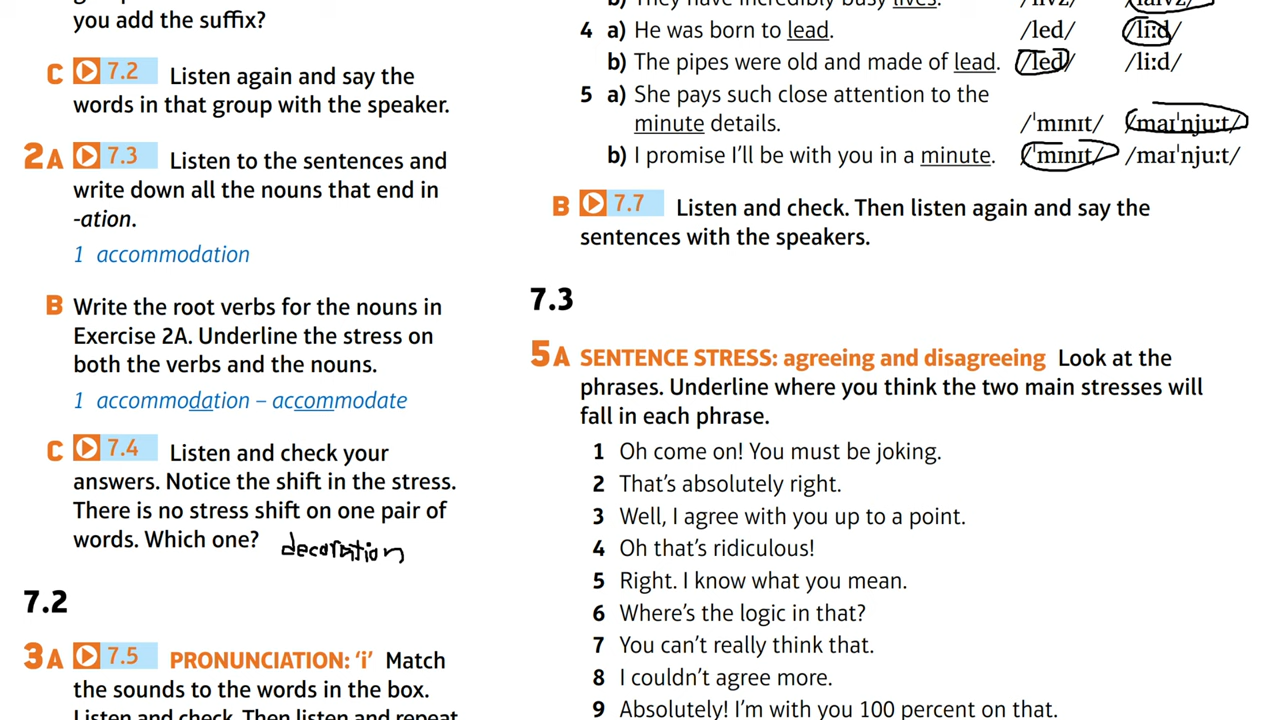 you add the suffix?
C 7.2 Listen again and say the
words in that group with the speaker.
2A 7.3 Listen to the sentences and
write down all the nouns that end in
-ation.
1 accommodation
B Write the root verbs for the nouns in
Exercise 2A. Underline the stress on
both the verbs and the nouns.
1 accommodation – accommodate
C 7.4 Listen and check your
answers. Notice the shift in the stress.
There is no stress shift on one pair of
words. Which one? decoration
7.2
3A 7.5 PRONUNCIATION: ‘i’ Match
the sounds to the words in the box.
Listen and check. Then listen and repeat
b) They have incredibly busy lives.
4 a) He was born to lead. /led/ /liːd/
b) The pipes were old and made of lead. /led/ /liːd/
5 a) She pays such close attention to the
minute details. /ˈmɪnɪt/ /maɪˈnjuːt/
b) I promise I’ll be with you in a minute. /ˈmɪnɪt/ /maɪˈnjuːt/
B 7.7 Listen and check. Then listen again and say the
sentences with the speakers.
7.3
5A SENTENCE STRESS: agreeing and disagreeing Look at the
phrases. Underline where you think the two main stresses will
fall in each phrase.
1 Oh come on! You must be joking.
2 That’s absolutely right.
3 Well, I agree with you up to a point.
4 Oh that’s ridiculous!
5 Right. I know what you mean.
6 Where’s the logic in that?
7 You can’t really think that.
8 I couldn’t agree more.
9 Absolutely! I’m with you 100 percent on that.